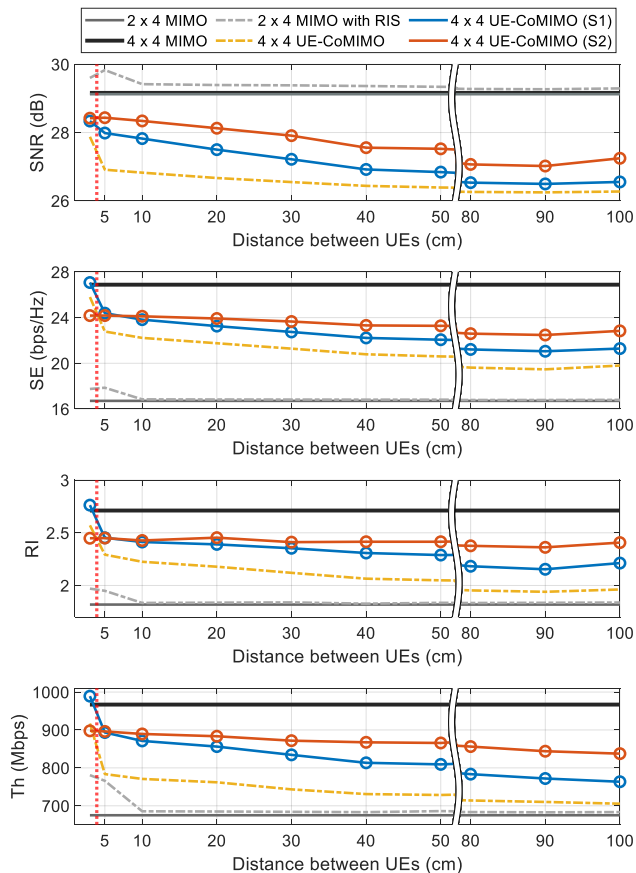 2 x 4 MIMO 2 x 4 MIMO with RIS 4 x 4 UE-CoMIMO (S1)
4 x 4 MIMO 4 x 4 UE-CoMIMO 4 x 4 UE-CoMIMO (S2)
30
28
26
SNR (dB)
5 10 20 30 40 50 80 90 100
Distance between UEs (cm)
28
24
20
16
SE (bps/Hz)
5 10 20 30 40 50 80 90 100
Distance between UEs (cm)
3
2.5
2
RI
5 10 20 30 40 50 80 90 100
Distance between UEs (cm)
1000
900
800
700
Th (Mbps)
5 10 20 30 40 50 80 90 100
Distance between UEs (cm)